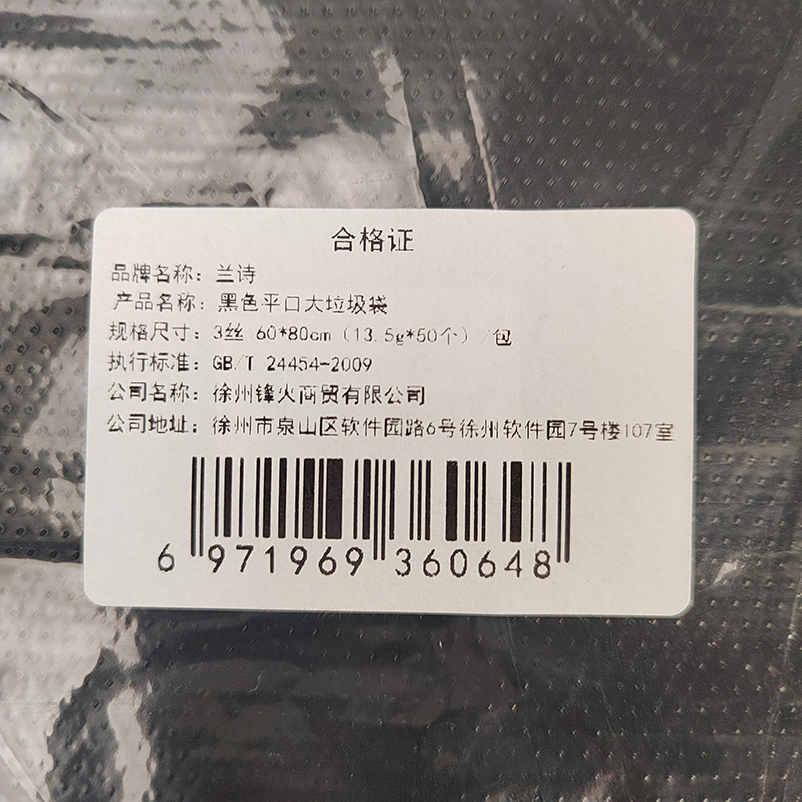 合格证
品牌名称：兰诗
产品名称：黑色平口大垃圾袋
规格尺寸：3丝 60*80cm（13.5g*50个）/包
执行标准：GB/T 24454-2009
公司名称：徐州锋火商贸有限公司
公司地址：徐州市泉山区软件园路6号徐州软件园7号楼107室
6 971969 360648